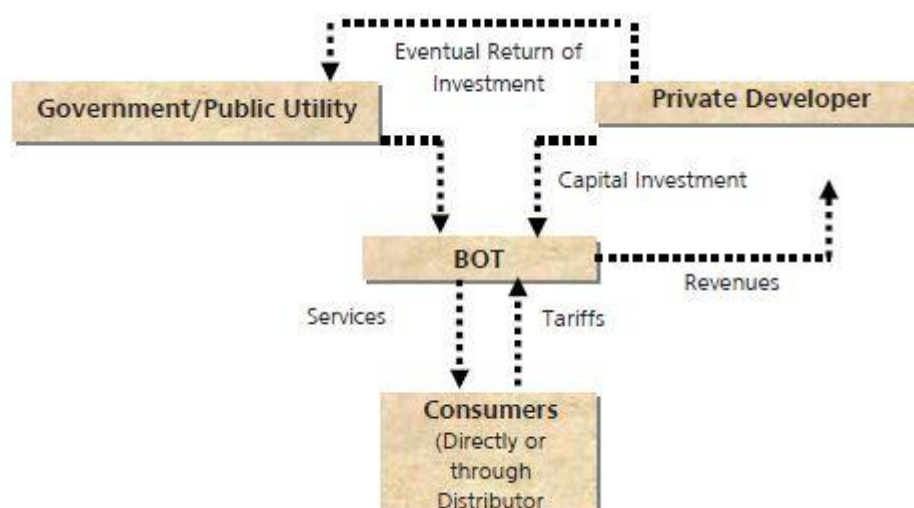 Eventual Return of
Investment
Government/Public Utility
Private Developer
Capital Investment
BOT
Revenues
Services
Tariffs
Consumers
(Directly or
through
Distributor